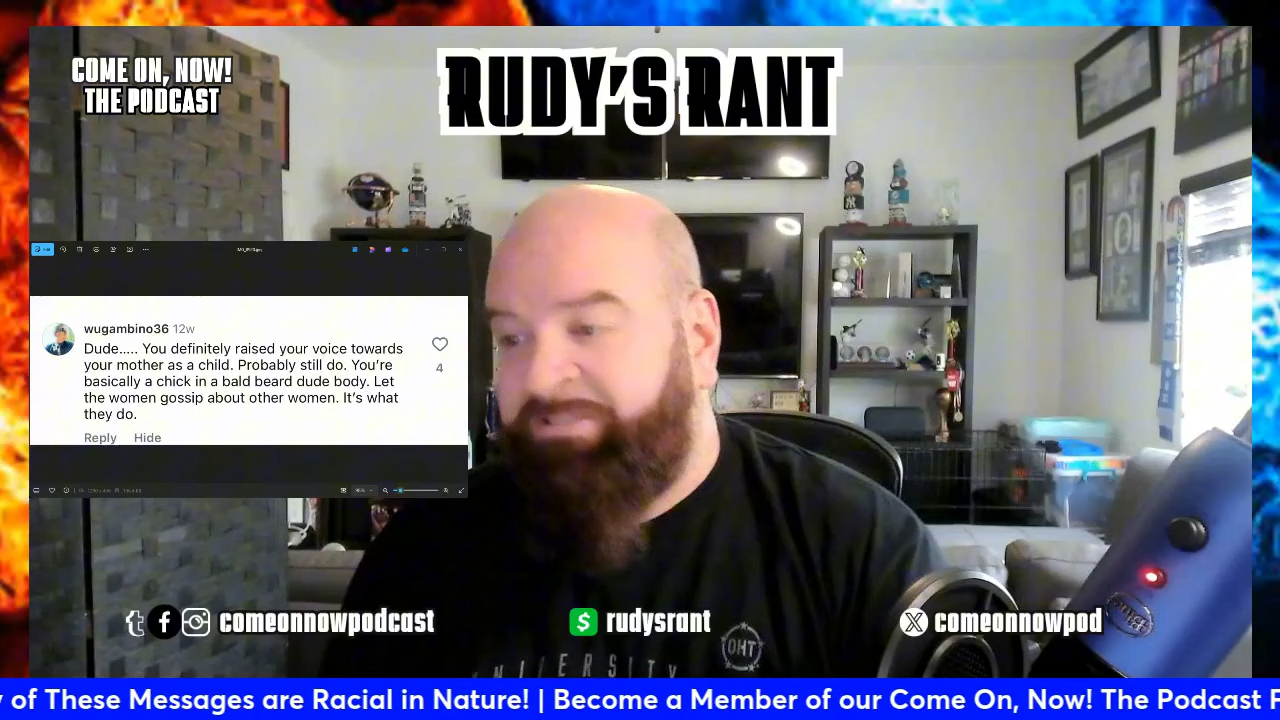 COME ON, NOW!
THE PODCAST
RUDY'S RANT
wugambino36 12w
Dude..... You definitely raised your voice towards
your mother as a child. Probably still do. You're
basically a chick in a bald beard dude body. Let
the women gossip about other women. It's what
they do.
4
Reply Hide
comeonnowpodcast
rudysrant
comeonnowpod
OHT
UNIVERSITY
blue
y of These Messages are Racial in Nature! | Become a Member of our Come On, Now! The Podcast F